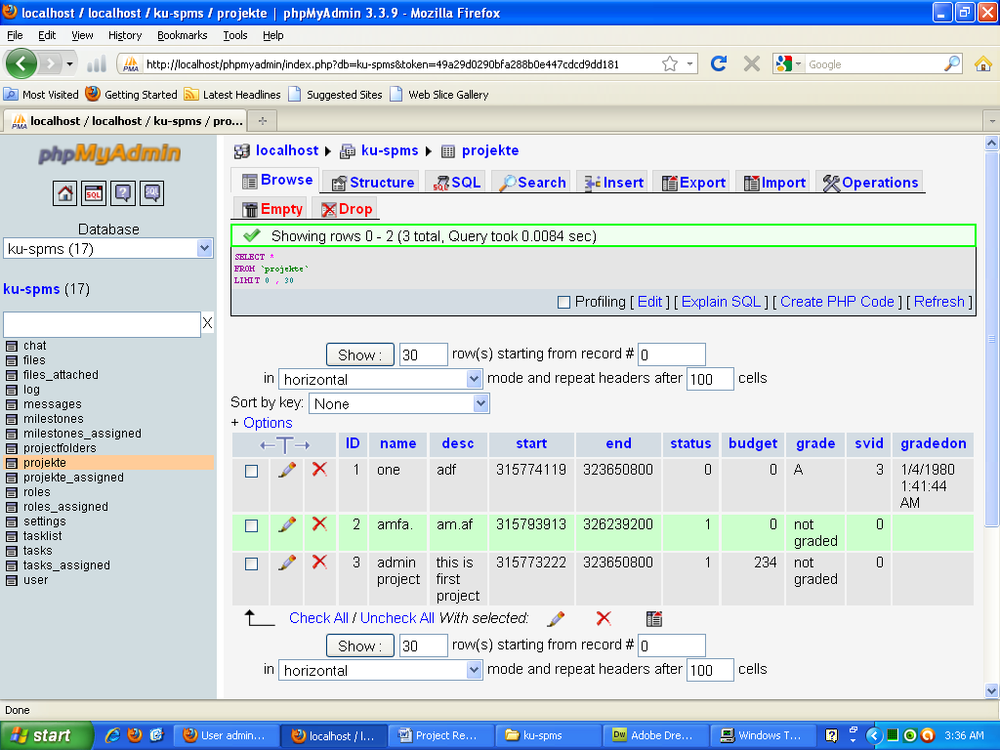 localhost / localhost / ku-spms / projekte | phpMyAdmin 3.3.9 - Mozilla Firefox
File Edit View History Bookmarks Tools Help
http://localhost/phpmyadmin/index.php?db=ku-spms&token=49a29d0290bfa288b0e447cdcd9dd181 Google
Most Visited Getting Started Latest Headlines Suggested Sites Web Slice Gallery
localhost / localhost / ku-spms / pro...
phpMyAdmin
Database
ku-spms (17)
ku-spms (17)
X
chat
files
files_attached
log
messages
milestones
milestones_assigned
projectfolders
projekte
projekte_assigned
roles
roles_assigned
settings
tasklist
tasks
tasks_assigned
user
localhost ku-spms projekte
Browse Structure SQL Search Insert Export Import Operations
Empty Drop
Showing rows 0 - 2 (3 total, Query took 0.0084 sec)
SELECT *
FROM `projekte`
LIMIT 0 , 30
Profiling [ Edit ] [ Explain SQL ] [ Create PHP Code ] [ Refresh ]
Show : 30 row(s) starting from record # 0
in horizontal mode and repeat headers after 100 cells
Sort by key: None
+ Options
ID name desc start end status budget grade svid gradedon
1 one adf 315774119 323650800 0 0 A 3 1/4/1980
1:41:44
AM
2 amfa. am.af 315793913 326239200 1 0 not 0
graded
3 admin this is 315773222 323650800 1 234 not 0
project first graded
project
Check All / Uncheck All With selected:
Show : 30 row(s) starting from record # 0
in horizontal mode and repeat headers after 100 cells
Done
start User admin... localhost / l... Project Re... ku-spms Adobe Dre... Windows T... 3:36 AM